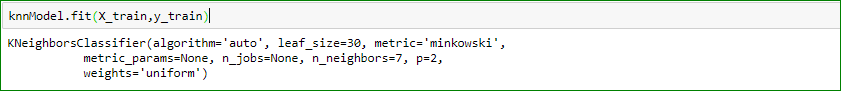 knnModel.fit(X_train,y_train)
KNeighborsClassifier(algorithm='auto', leaf_size=30, metric='minkowski',
metric_params=None, n_jobs=None, n_neighbors=7, p=2,
weights='uniform')